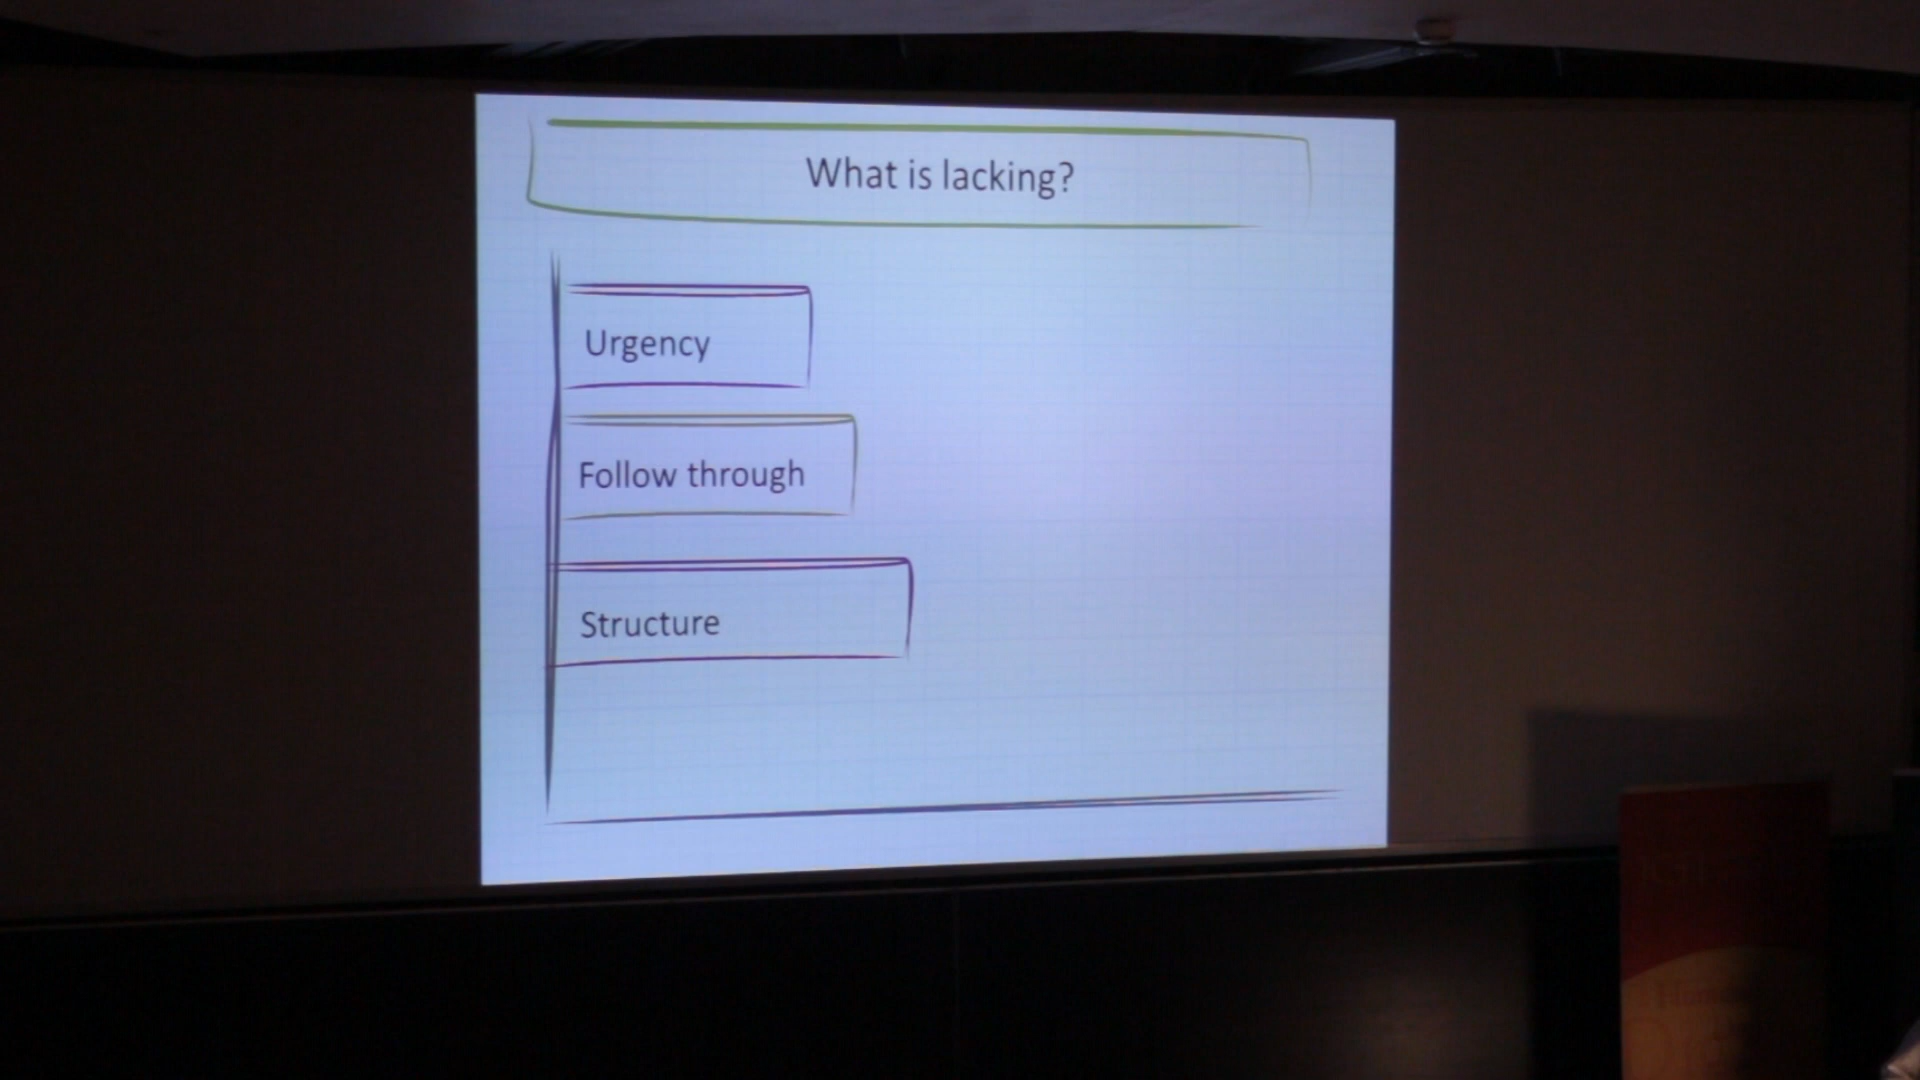 What is lacking?
Urgency
Follow through
Structure